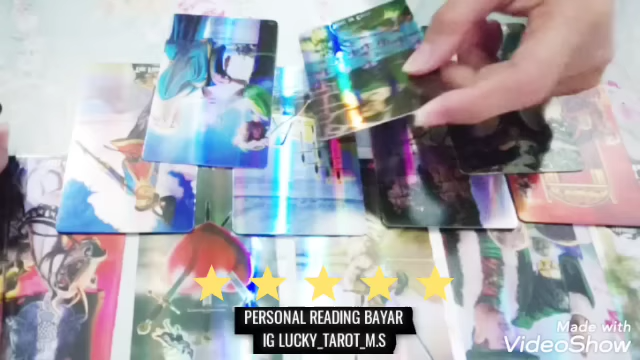 PERSONAL READING BAYAR
IG LUCKY_TAROT_M.S
Made with
VideoShow